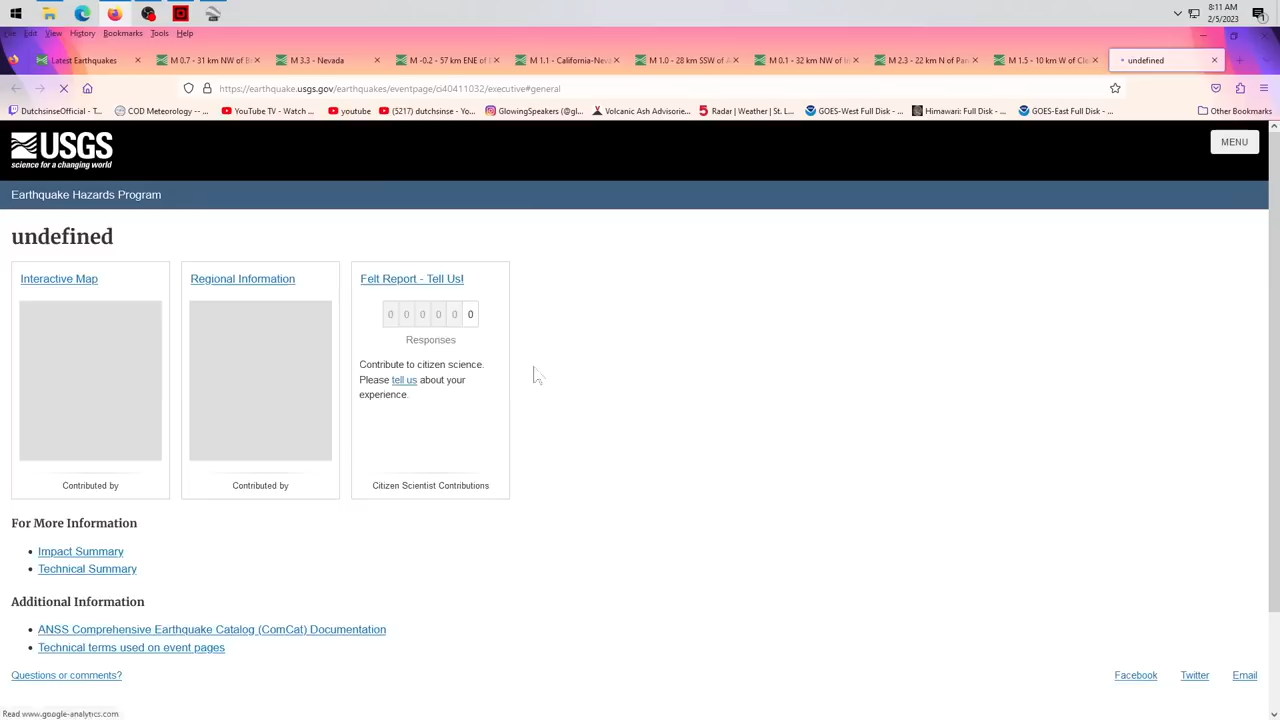 8:11 AM
2/5/2023
File Edit View History Bookmarks Tools Help
Latest Earthquakes
M 0.7 - 31 km NW of
M 3.3 - Nevada
M -0.2 - 57 km ENE of
M 1.1 - California-Neva
M 1.0 - 28 km SSW of
M 0.1 - 32 km NW of
M 2.3 - 22 km N of Pan
M 1.5 - 10 km W of Cle
undefined
https://earthquake.usgs.gov/earthquakes/eventpage/ci40411032/executive#general
DutchsinseOfficial - T...
COD Meteorology -- ...
YouTube TV - Watch ...
youtube
(5217) dutchsinse - Y...
GlowingSpeakers (@gl...
Volcanic Ash Advisorie...
Radar | Weather | St. L...
GOES-West Full Disk - ...
Himawari: Full Disk - ...
GOES-East Full Disk - ...
Other Bookmarks
USGS
science for a changing world
MENU
Earthquake Hazards Program
undefined
Interactive Map
Contributed by
Regional Information
Contributed by
Felt Report - Tell Us!
0 0 0 0 0 0
Responses
Contribute to citizen science.
Please tell us about your
experience.
Citizen Scientist Contributions
For More Information
Impact Summary
Technical Summary
Additional Information
ANSS Comprehensive Earthquake Catalog (ComCat) Documentation
Technical terms used on event pages
Questions or comments?
Facebook Twitter Email
Read www.google-analytics.com